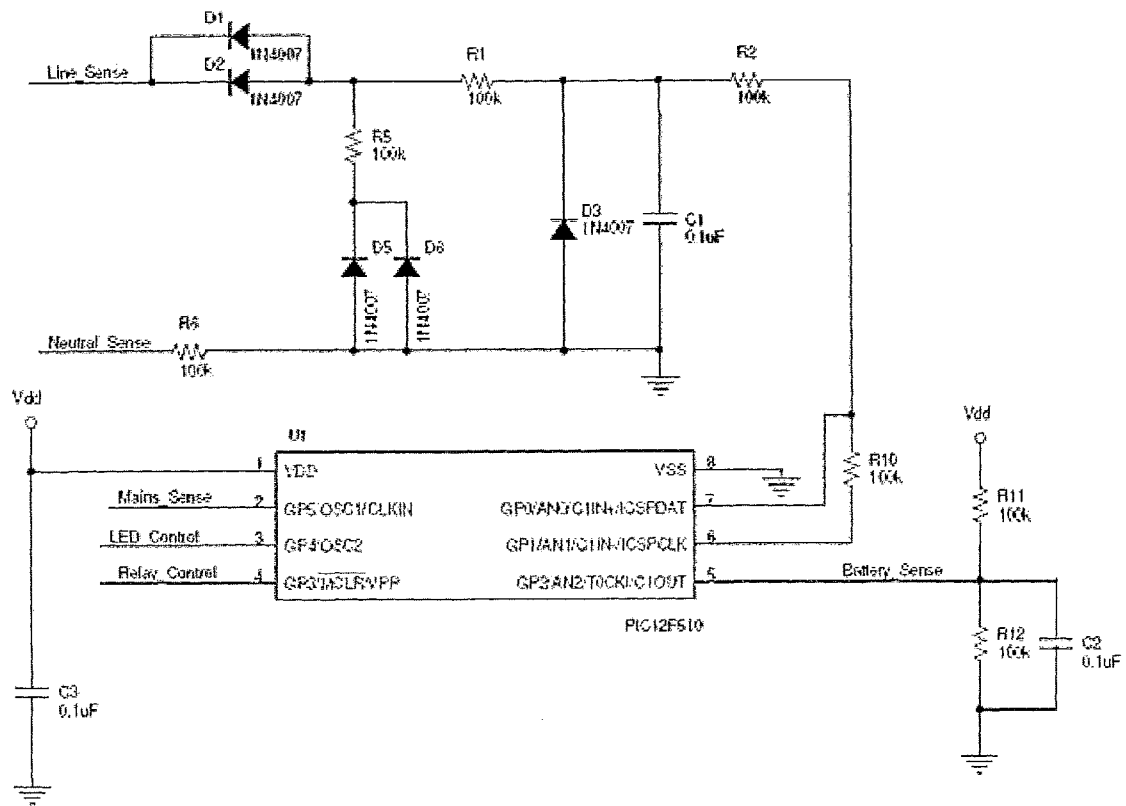 D1
1N4007
Line_Sense
D2
1N4007
R1
100k
R2
100k
R5
100k
D3
1N4007
C1
0.1uF
D5
1N4007
D6
1N4007
Neutral_Sense
R6
100k
Vdd
U1
1
VDD
VSS
8
Mains_Sense
2
GP5/OSC1/CLKIN
GP0/AN0/C1IN+/ICSPDAT
7
LED_Control
3
GP4/OSC2
GP1/AN1/C1IN-/ICSPCLK
6
Relay_Control
4
GP3/MCLR/VPP
GP2/AN2/T0CKI/C1OUT
5
Battery_Sense
PIC12F510
R10
100k
Vdd
R11
100k
R12
100k
C2
0.1uF
C3
0.1uF